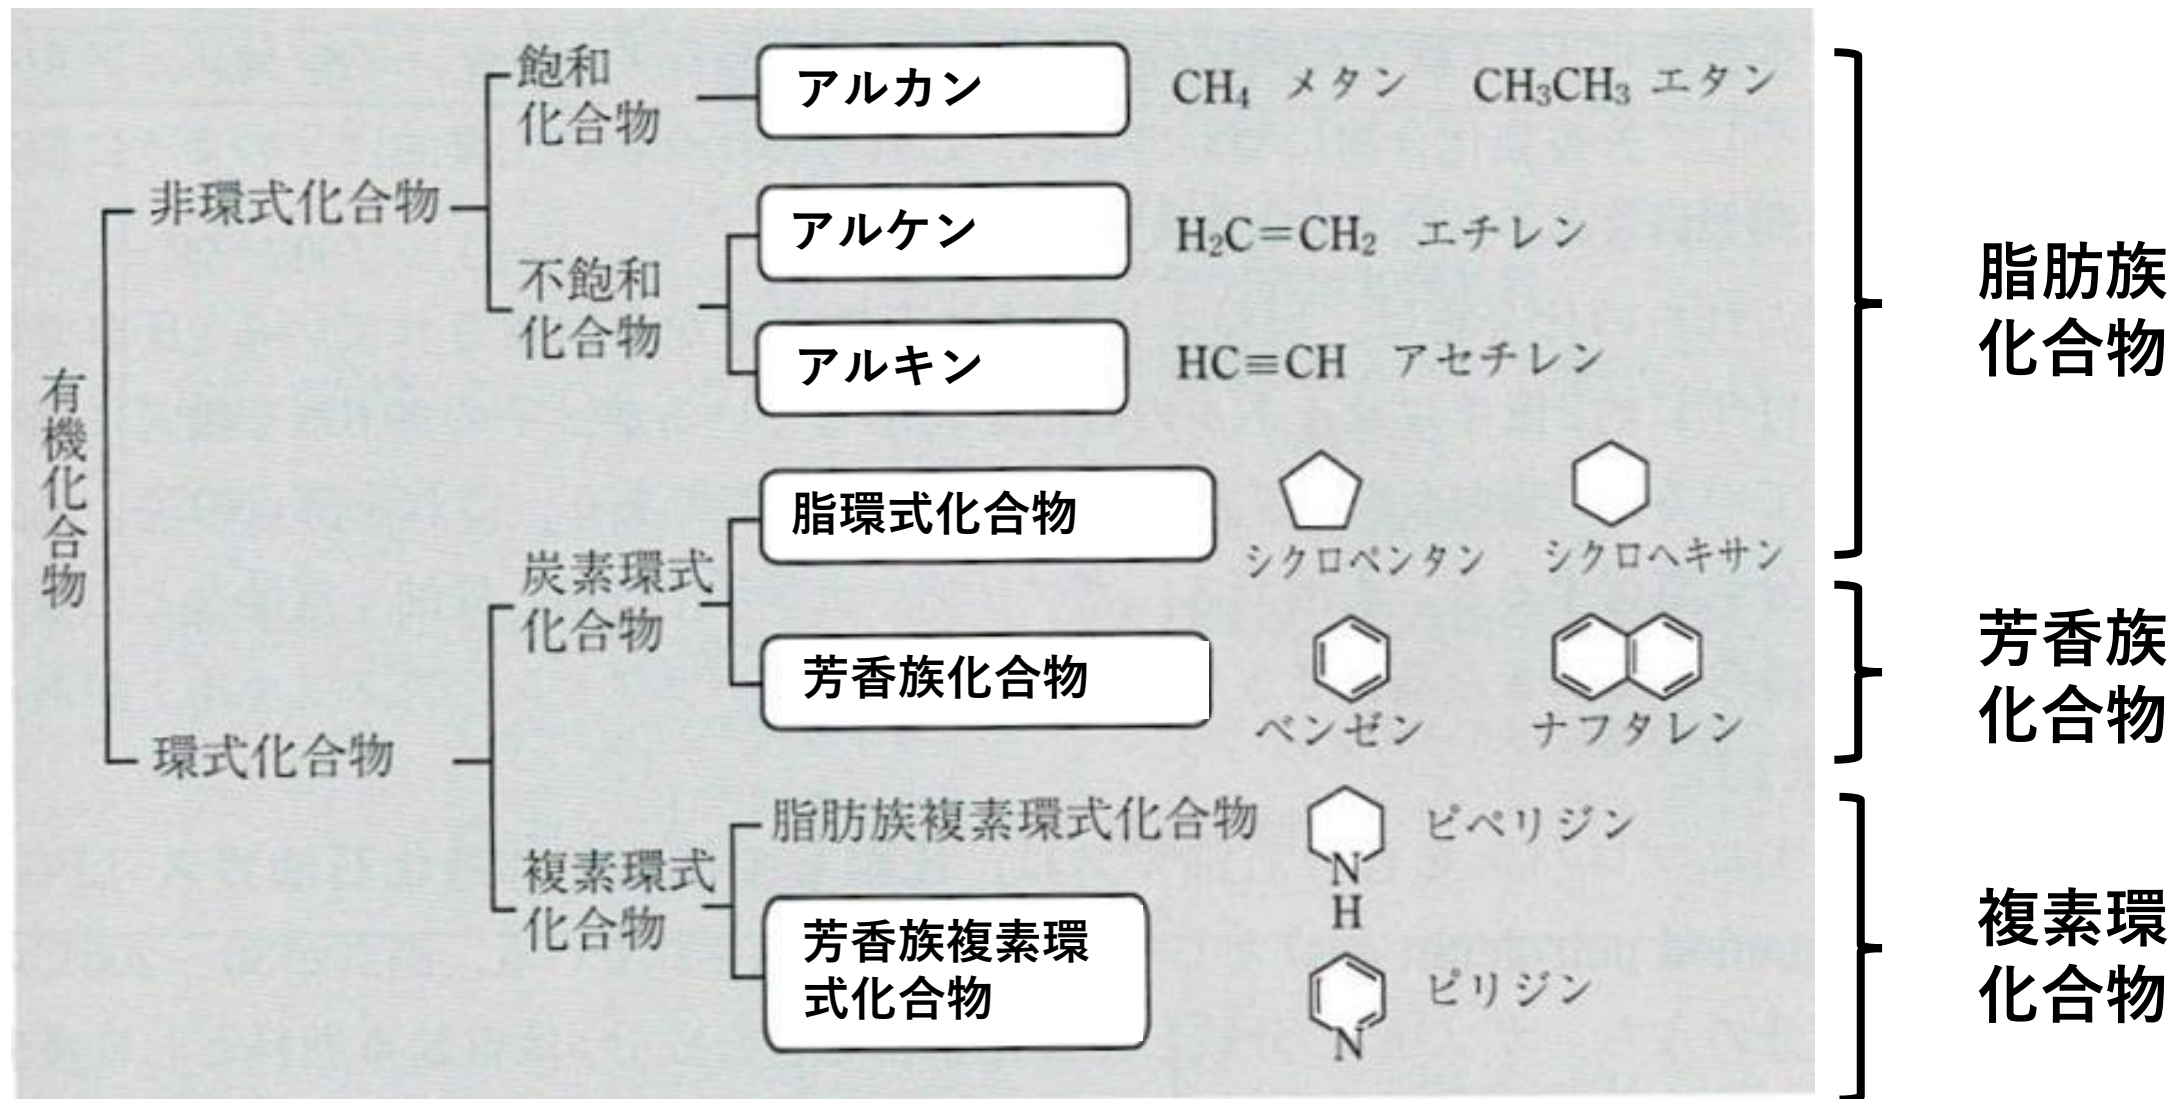 有機化合物
非環式化合物
飽和
化合物
アルカン
CH₄ メタン CH₃CH₃ エタン
不飽和
化合物
アルケン
H₂C=CH₂ エチレン
アルキン
HC≡CH アセチレン
脂肪族
化合物
環式化合物
炭素環式
化合物
脂環式化合物
シクロペンタン シクロヘキサン
芳香族化合物
ベンゼン ナフタレン
芳香族
化合物
複素環式
化合物
脂肪族複素環式化合物
N
H
ピペリジン
芳香族複素環
式化合物
N
ピリジン
複素環
化合物